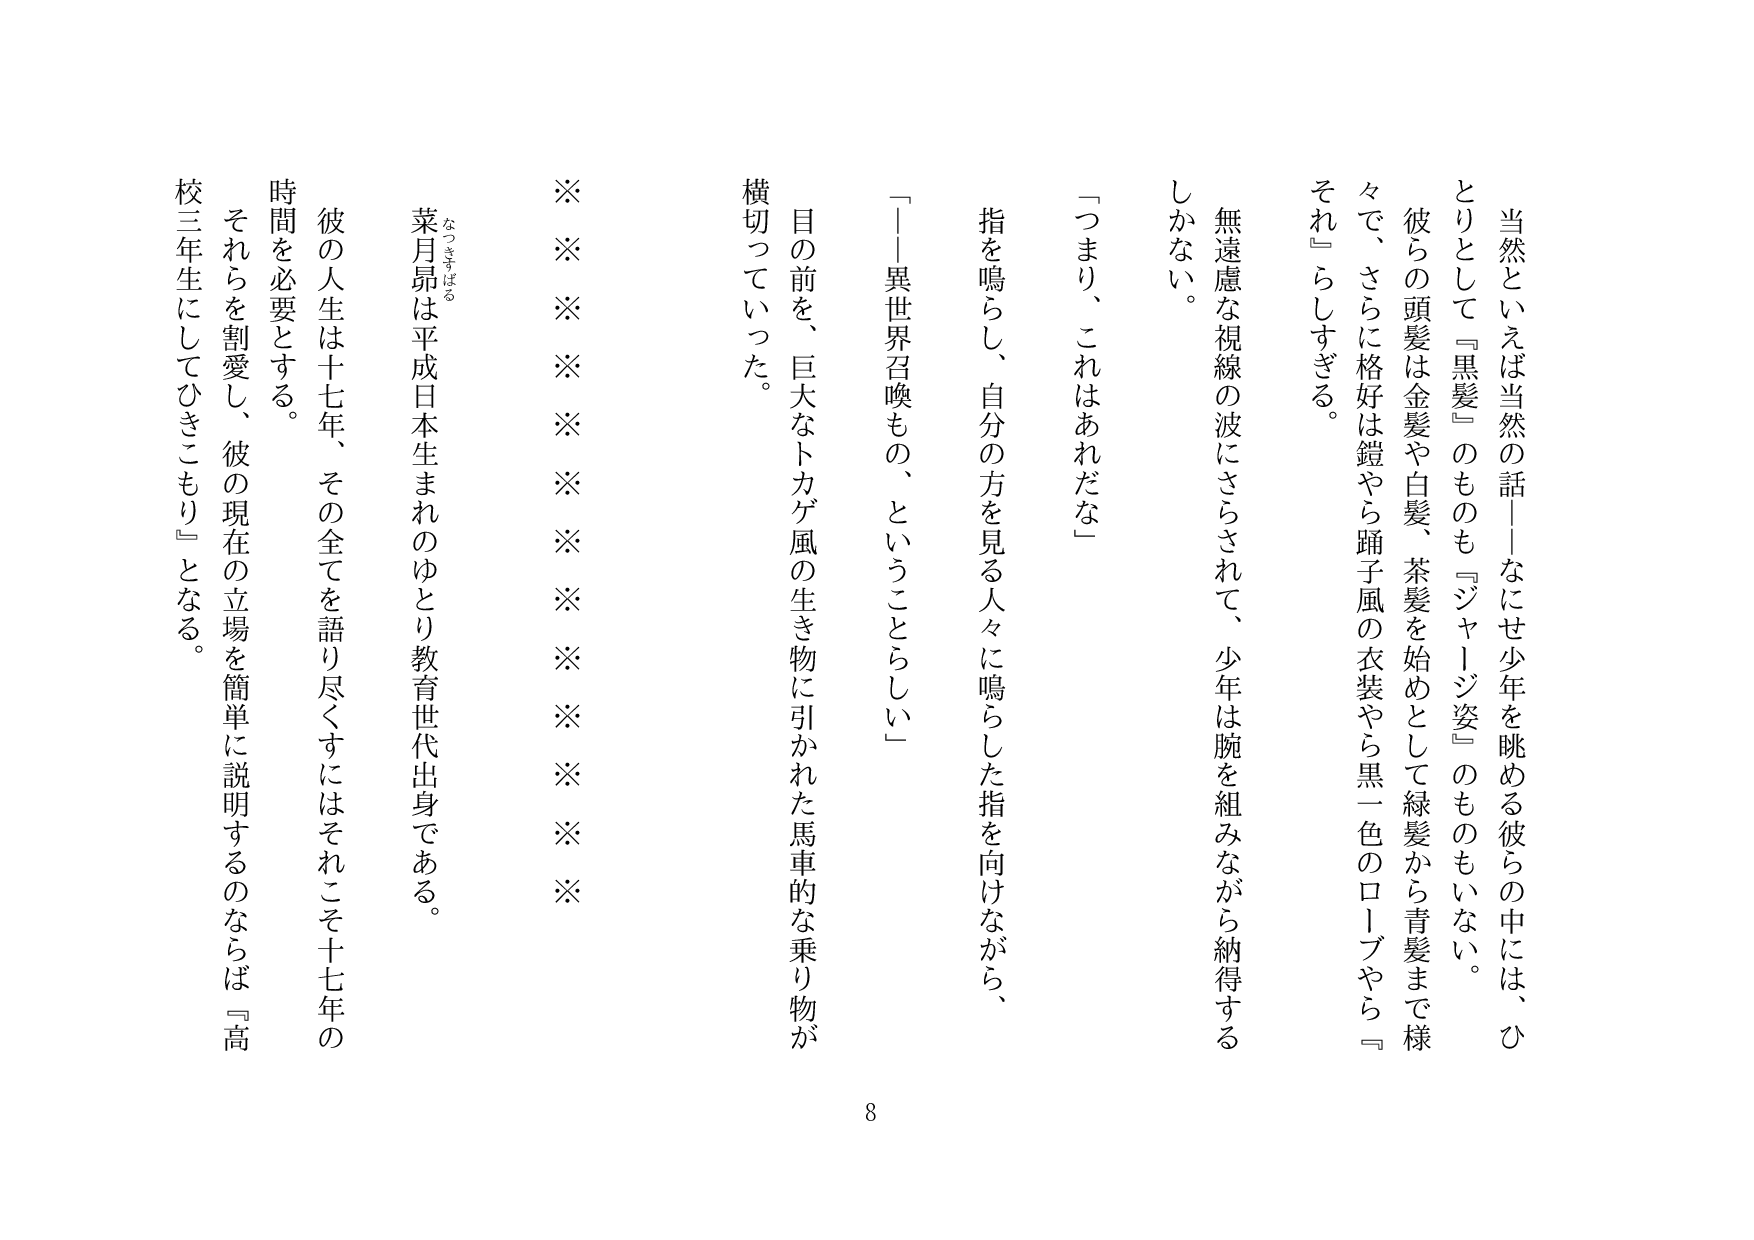 当然といえば当然の話――なにせ少年を眺める彼らの中には、ひ
とりとして『黒髪』のものも『ジャージ姿』のものもいない。
彼らの頭髪は金髪や白髪、茶髪を始めとして緑髪から青髪まで様
々で、さらに格好は鎧やら踊子風の衣装やら黒一色のローブやら『
それ』らしすぎる。
無遠慮な視線の波にさらされて、少年は腕を組みながら納得する
しかない。
「つまり、これはあれだな」
指を鳴らし、自分の方を見る人々に鳴らした指を向けながら、
「――異世界召喚もの、ということらしい」
目の前を、巨大なトカゲ風の生き物に引かれた馬車的な乗り物が
横切っていった。
※　※　※　※　※　※　※　※　※　※　※　※　※
なつきすばる
菜月昴は平成日本生まれのゆとり教育世代出身である。
彼の人生は十七年、その全てを語り尽くすにはそれこそ十七年の
時間を必要とする。
それらを割愛し、彼の現在の立場を簡単に説明するのならば『高
校三年生にしてひきこもり』となる。
8